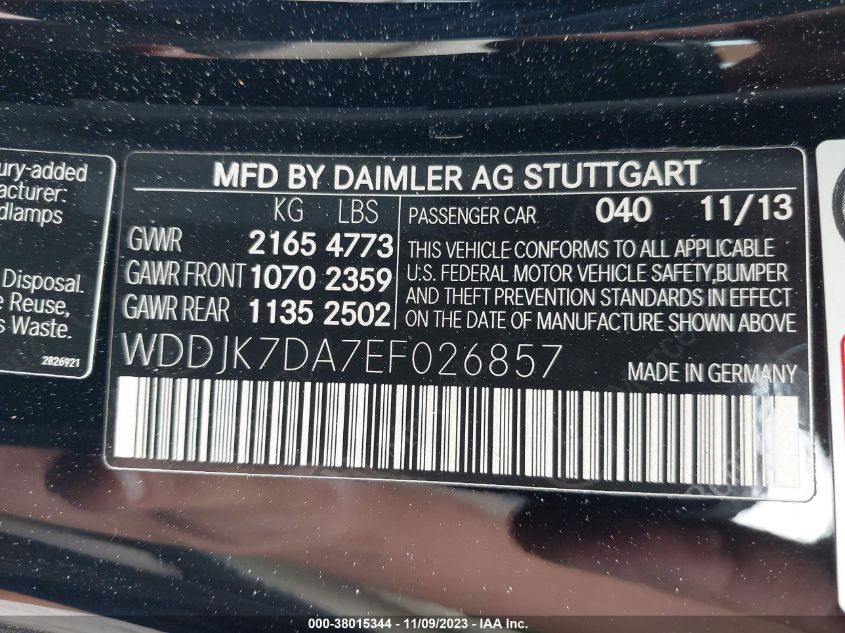 ury-added
acturer:
dlamps
Disposal.
e Reuse,
s Waste.
2826921
MFD BY DAIMLER AG STUTTGART
KG LBS
GVWR 2165 4773
GAWR FRONT 1070 2359
GAWR REAR 1135 2502
PASSENGER CAR 040 11/13
THIS VEHICLE CONFORMS TO ALL APPLICABLE
U.S. FEDERAL MOTOR VEHICLE SAFETY,BUMPER
AND THEFT PREVENTION STANDARDS IN EFFECT
ON THE DATE OF MANUFACTURE SHOWN ABOVE
WDDJK7DA7EF026857
MADE IN GERMANY
000-38015344 - 11/09/2023 - IAA Inc.